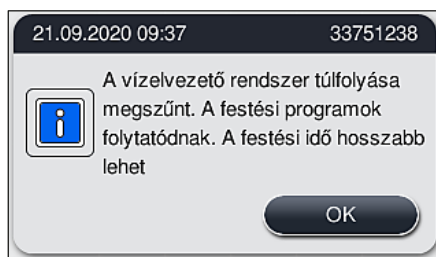 21.09.2020 09:37 33751238
A vízelvezető rendszer túlfolyása
megszűnt. A festési programok
folytatódnak. A festési idő hosszabb
lehet
OK